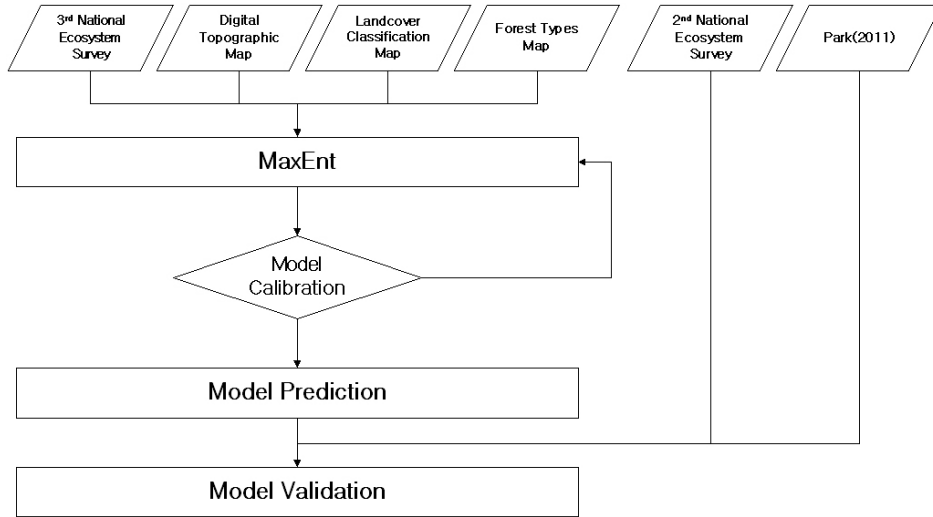 3rd National
Ecosystem
Survey
Digital
Topographic
Map
Landcover
Classification
Map
Forest Types
Map
2nd National
Ecosystem
Survey
Park(2011)
MaxEnt
Model
Calibration
Model Prediction
Model Validation